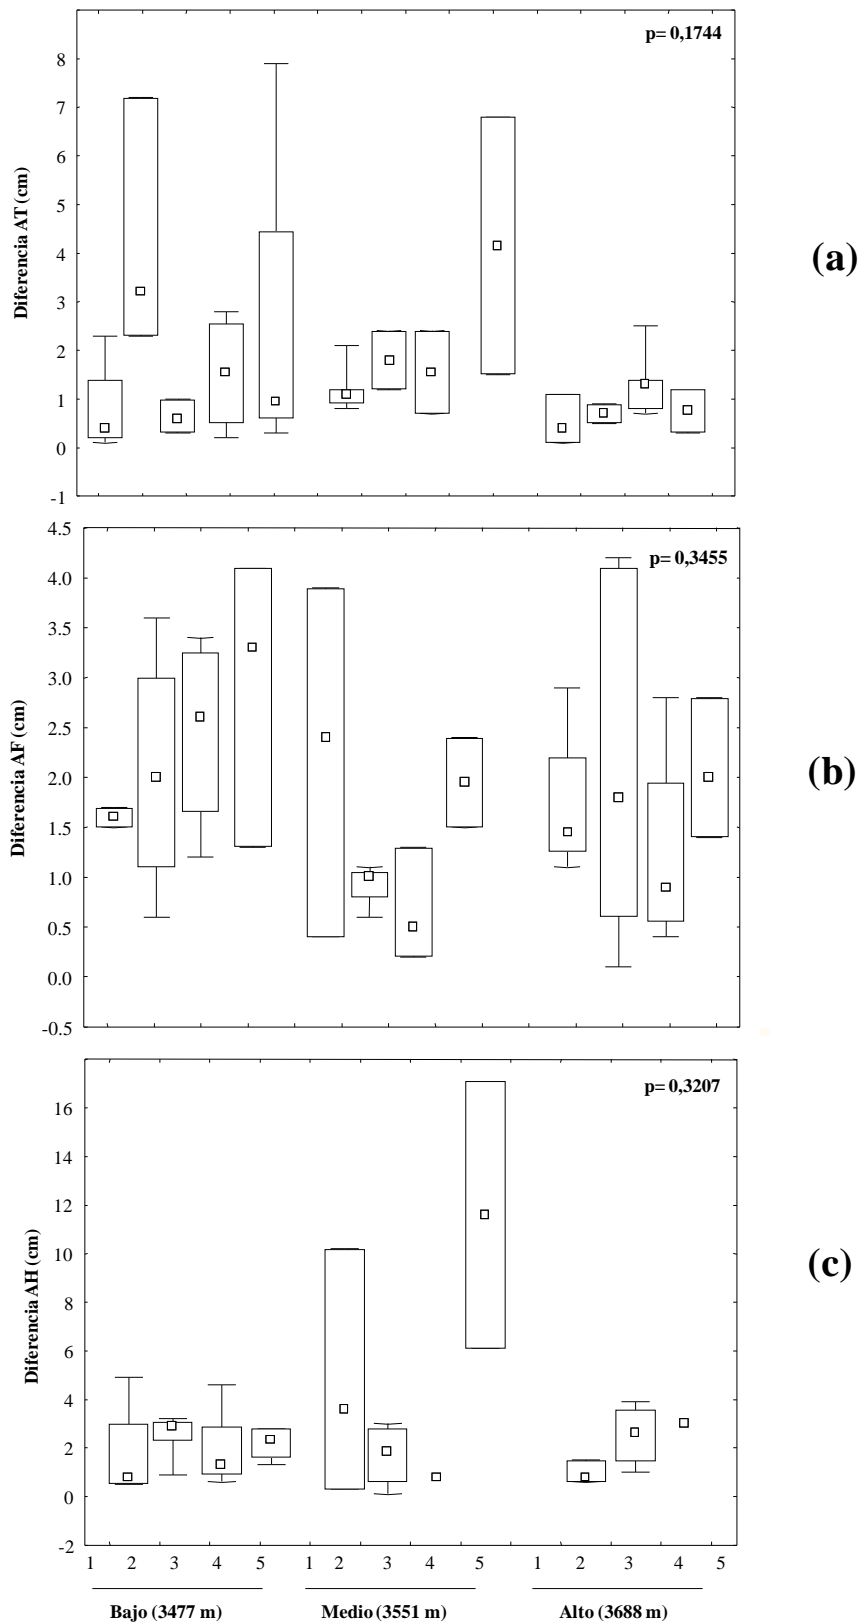 p= 0,1744
8
7
6
5
4
3
2
1
0
-1
Diferencia AT (cm)
(a)
4.5
4.0
3.5
3.0
2.5
2.0
1.5
1.0
0.5
0.0
-0.5
Diferencia AF (cm)
p= 0,3455
(b)
16
14
12
10
8
6
4
2
0
-2
Diferencia AH (cm)
p= 0,3207
(c)
1 2 3 4 5 1 2 3 4 5 1 2 3 4 5
Bajo (3477 m) Medio (3551 m) Alto (3688 m)